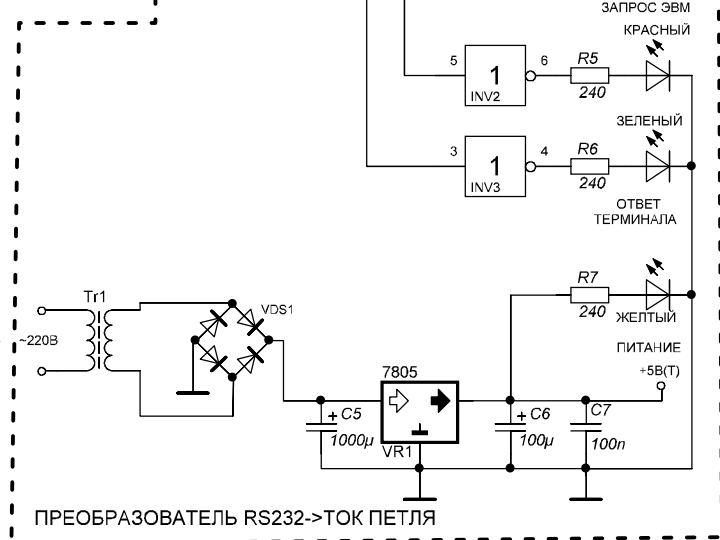 ЗАПРОС ЭВМ
КРАСНЫЙ
5
1
INV2
6
R5
240
ЗЕЛЕНЫЙ
3
1
INV3
4
R6
240
ОТВЕТ
ТЕРМИНАЛА
R7
240
ЖЕЛТЫЙ
ПИТАНИЕ
+5В(Т)
Tr1
~220В
VDS1
7805
VR1
+ C5
1000µ
+ C6
100µ
C7
100n
ПРЕОБРАЗОВАТЕЛЬ RS232->ТОК ПЕТЛЯ